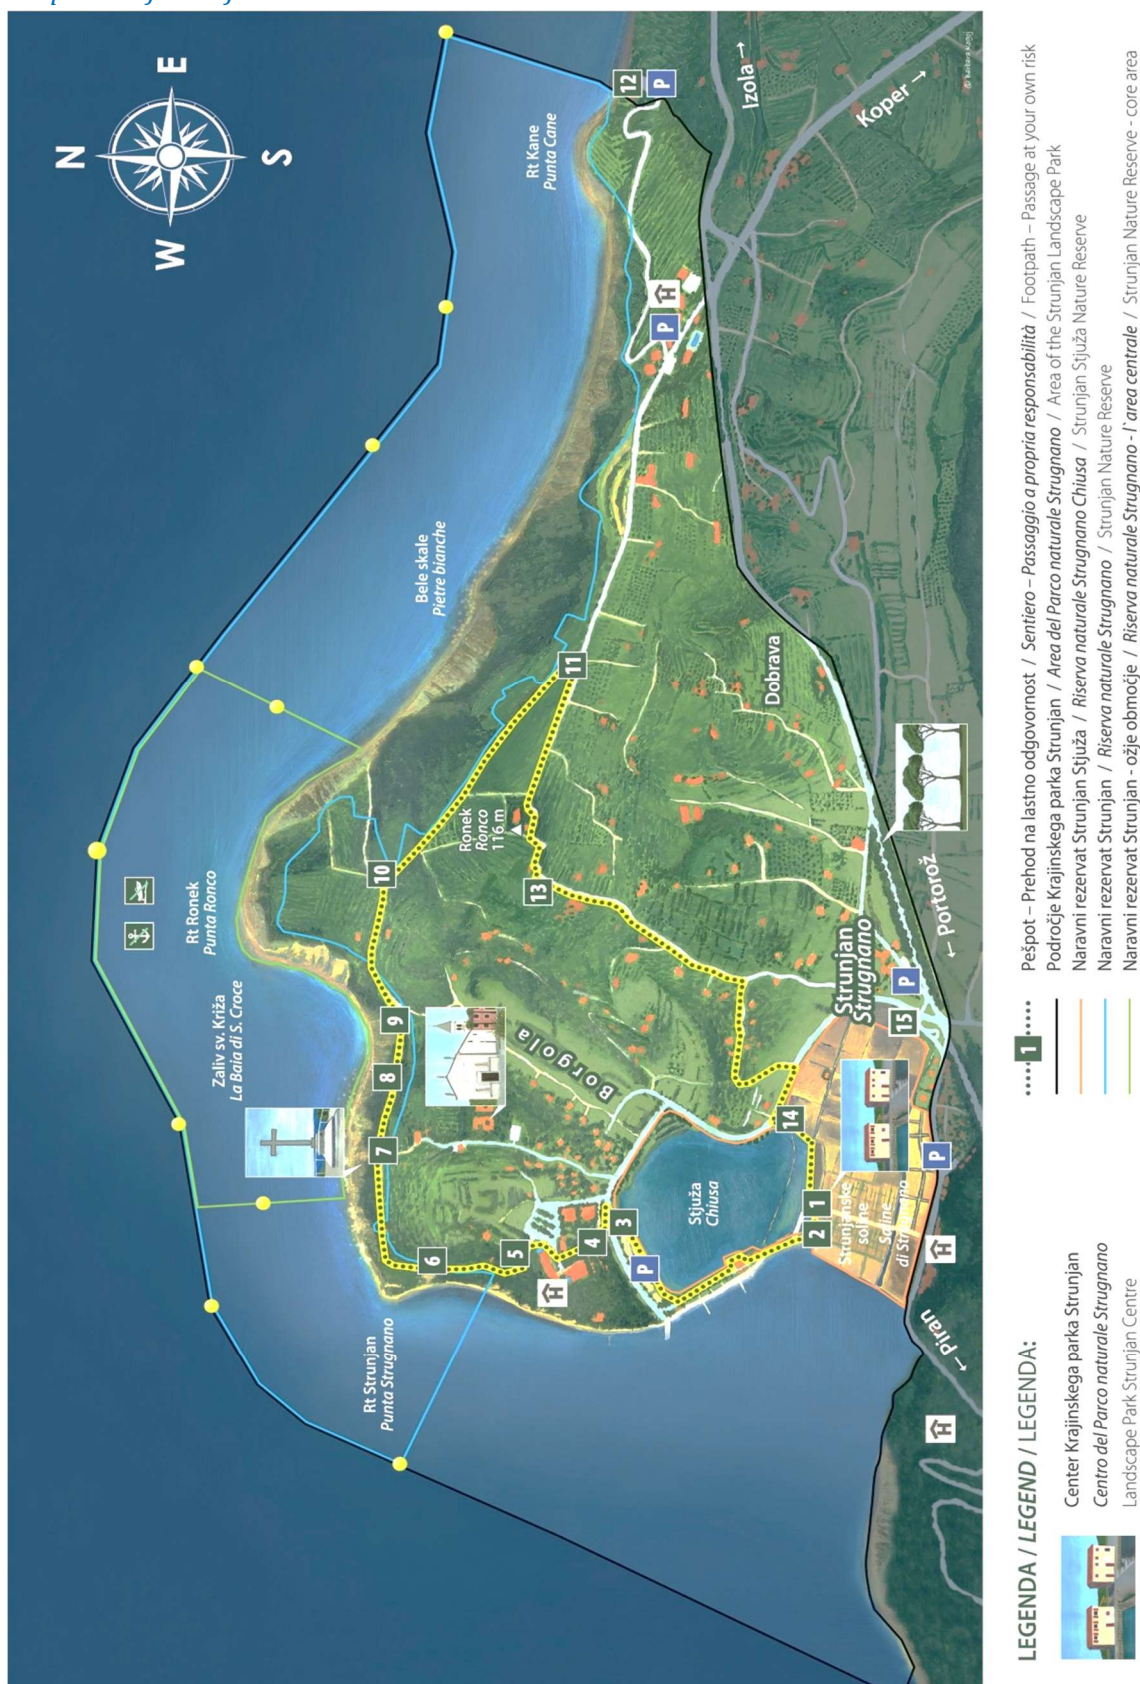 N
E
S
W
Rt Kane
Punta Cane
12
P
Izola →
Koper →
Bele skale
Pietre bianche
P
H
Rt Ronek
Punta Ronco
Zaliv sv. Križa
La Baia di S. Croce
Rt Strunjan
Punta Strugnano
11
10
Ronek
Ronco
116 m
13
9
8
7
6
5
4
3
H
P
Borgola
Dobrava
Stjuža
Chiusa
Strunjan
Strugnano
14
1
2
15
P
Strunjanske
soline
Saline
di Strugnano
P
H
H
← Portorož
← Piran
LEGENDA / LEGEND / LEGENDA:
Center Krajinskega parka Strunjan
Centro del Parco naturale Strugnano
Landscape Park Strunjan Centre
1
Pešpot – Prehod na lastno odgovornost / Sentiero – Passaggio a propria responsabilità / Footpath – Passage at your own risk
Področje Krajinskega parka Strunjan / Area del Parco naturale Strugnano / Area of the Strunjan Landscape Park
Naravni rezervat Strunjan Stjuža / Riserva naturale Strugnano Chiusa / Strunjan Stjuža Nature Reserve
Naravni rezervat Strunjan / Riserva naturale Strugnano / Strunjan Nature Reserve
Naravni rezervat Strunjan - ožje območje / Riserva naturale Strugnano - l'area centrale / Strunjan Nature Reserve - core area